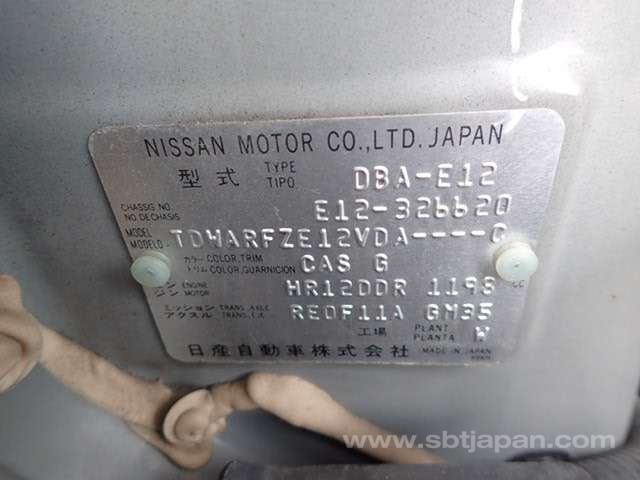 NISSAN MOTOR CO.,LTD. JAPAN
型式 TYPE TIPO DBA-E12
CHASSIS NO. NO.DECHASIS E12-326620
MODEL MODELO TDWARFZE12VDA----C
カラー COLOR,TRIM トリム COLOR,GUARNICION CAS G
エンジン ENGINE MOTOR HR12DDR 1198 CC
ミッション アクスル TRANS.AXLE TRANS.EJE RE0F11A GM35
工場 PLANT PLANTA W
日産自動車株式会社 MADE IN JAPAN
www.sbtjapan.com